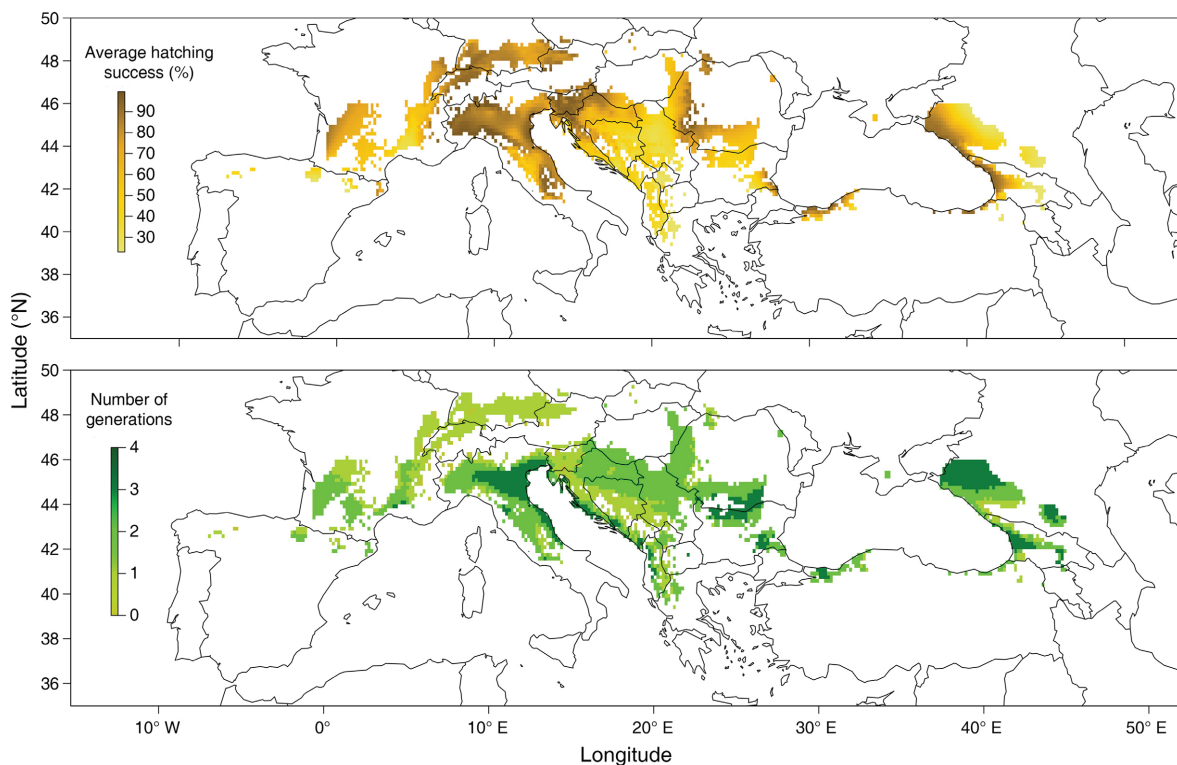 50
48
46
44
42
40
38
36
Average hatching
success (%)
90
80
70
60
50
40
30
Latitude (°N)
50
48
46
44
42
40
38
36
Number of
generations
4
3
2
1
0
10° W
0°
10° E
20° E
30° E
40° E
50° E
Longitude